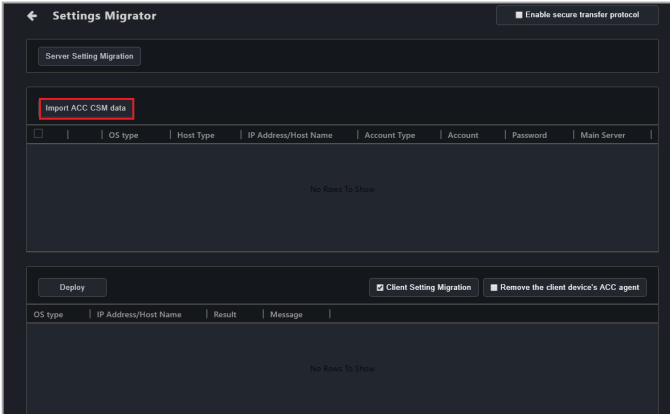 Settings Migrator
Enable secure transfer protocol
Server Setting Migration
Import ACC CSM data
OS type Host Type IP Address/Host Name Account Type Account Password Main Server
No Rows To Show
Deploy
Client Setting Migration
Remove the client device's ACC agent
OS type IP Address/Host Name Result Message
No Rows To Show